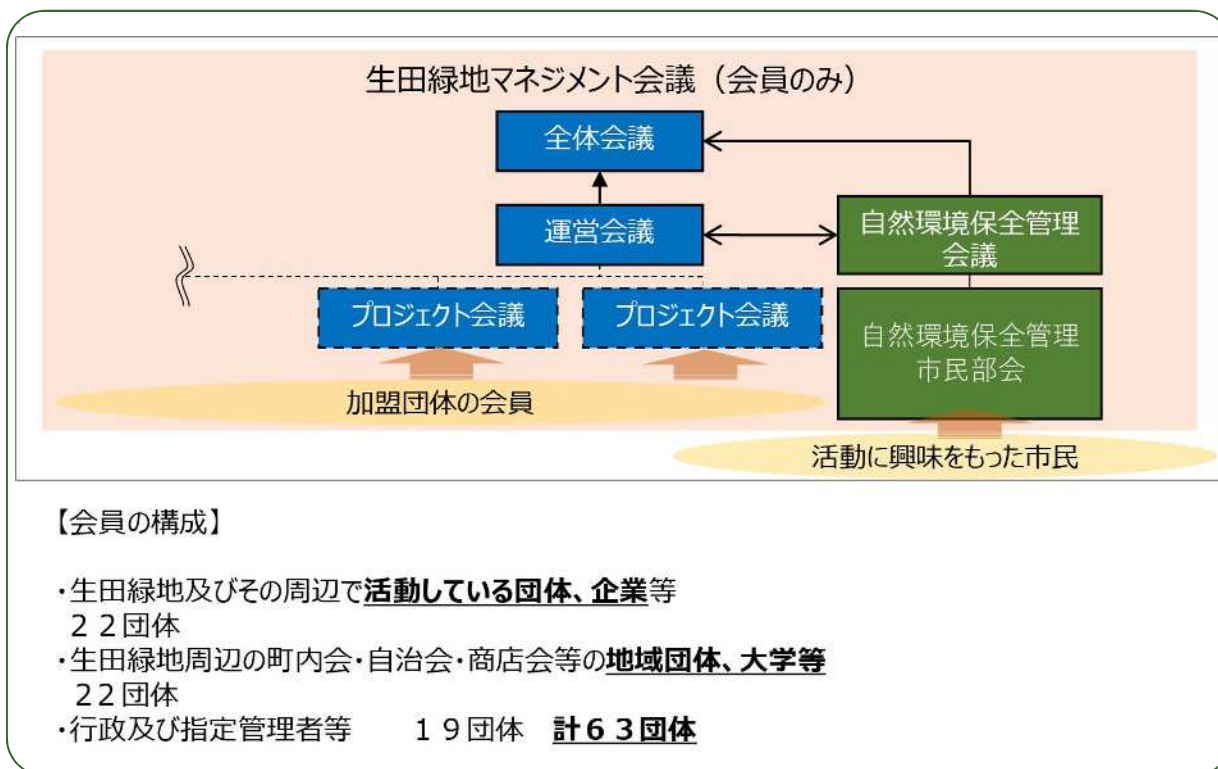 生田緑地マネジメント会議（会員のみ）
全体会議
運営会議
自然環境保全管理
会議
プロジェクト会議
プロジェクト会議
自然環境保全管理
市民部会
加盟団体の会員
活動に興味をもった市民
【会員の構成】
・生田緑地及びその周辺で活動している団体、企業等
２２団体
・生田緑地周辺の町内会・自治会・商店会等の地域団体、大学等
２２団体
・行政及び指定管理者等　　１９団体　計６３団体